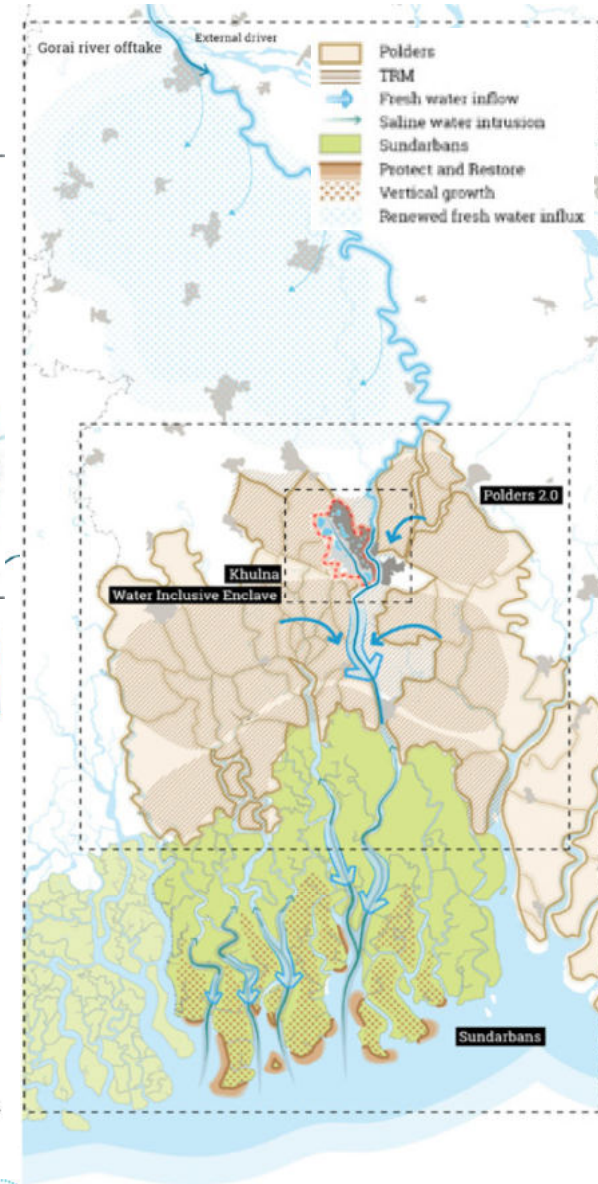 Gorai river offtake
External driver
Polders
TRM
Fresh water inflow
Saline water intrusion
Sundarbans
Protect and Restore
Vertical growth
Renewed fresh water influx
Polders 2.0
Khulna
Water Inclusive Enclave
Sundarbans